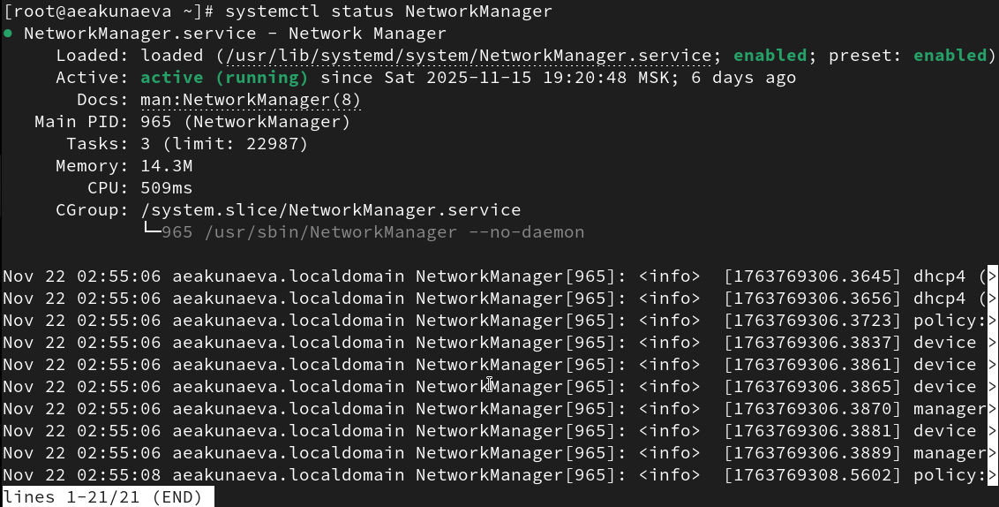 [root@aeakunaeva ~]# systemctl status NetworkManager
● NetworkManager.service - Network Manager
     Loaded: loaded (/usr/lib/systemd/system/NetworkManager.service; enabled; preset: enabled)
     Active: active (running) since Sat 2025-11-15 19:20:48 MSK; 6 days ago
       Docs: man:NetworkManager(8)
   Main PID: 965 (NetworkManager)
      Tasks: 3 (limit: 22987)
     Memory: 14.3M
        CPU: 509ms
     CGroup: /system.slice/NetworkManager.service
             └─965 /usr/sbin/NetworkManager --no-daemon

Nov 22 02:55:06 aeakunaeva.localdomain NetworkManager[965]: <info>  [1763769306.3645] dhcp4 (>
Nov 22 02:55:06 aeakunaeva.localdomain NetworkManager[965]: <info>  [1763769306.3656] dhcp4 (>
Nov 22 02:55:06 aeakunaeva.localdomain NetworkManager[965]: <info>  [1763769306.3723] policy:>
Nov 22 02:55:06 aeakunaeva.localdomain NetworkManager[965]: <info>  [1763769306.3837] device >
Nov 22 02:55:06 aeakunaeva.localdomain NetworkManager[965]: <info>  [1763769306.3861] device >
Nov 22 02:55:06 aeakunaeva.localdomain NetworkManager[965]: <info>  [1763769306.3865] device >
Nov 22 02:55:06 aeakunaeva.localdomain NetworkManager[965]: <info>  [1763769306.3870] manager>
Nov 22 02:55:06 aeakunaeva.localdomain NetworkManager[965]: <info>  [1763769306.3881] device >
Nov 22 02:55:06 aeakunaeva.localdomain NetworkManager[965]: <info>  [1763769306.3889] manager>
Nov 22 02:55:08 aeakunaeva.localdomain NetworkManager[965]: <info>  [1763769308.5602] policy:>
lines 1-21/21 (END)